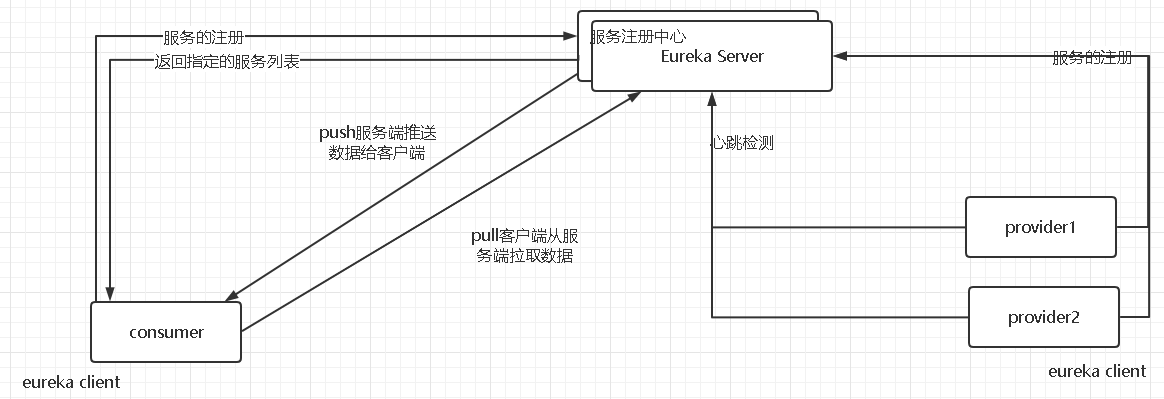 服务的注册
返回指定的服务列表
服务注册中心
Eureka Server
服务的注册
push服务端推送
数据给客户端
心跳检测
pull客户端从服
务端拉取数据
provider1
provider2
consumer
eureka client
eureka client